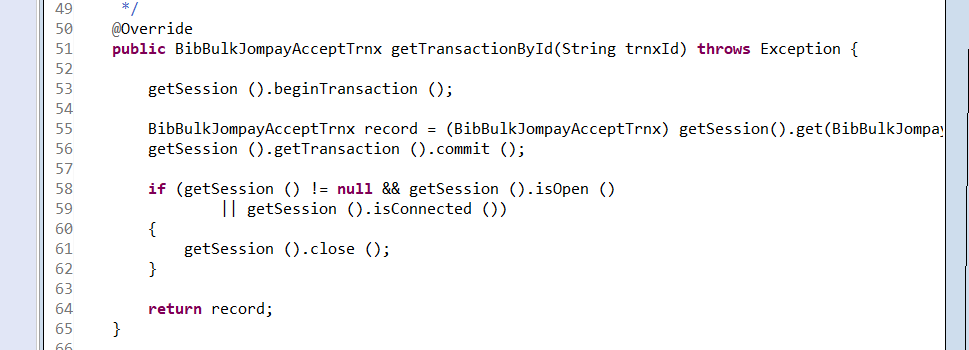 49 */
50 @Override
51 public BibBulkJompayAcceptTrnx getTransactionById(String trnxId) throws Exception {
52
53 getSession ().beginTransaction ();
54
55 BibBulkJompayAcceptTrnx record = (BibBulkJompayAcceptTrnx) getSession().get(BibBulkJompay
56 getSession ().getTransaction ().commit ();
57
58 if (getSession () != null && getSession ().isOpen ()
59 || getSession ().isConnected ())
60 {
61 getSession ().close ();
62 }
63
64 return record;
65 }
66